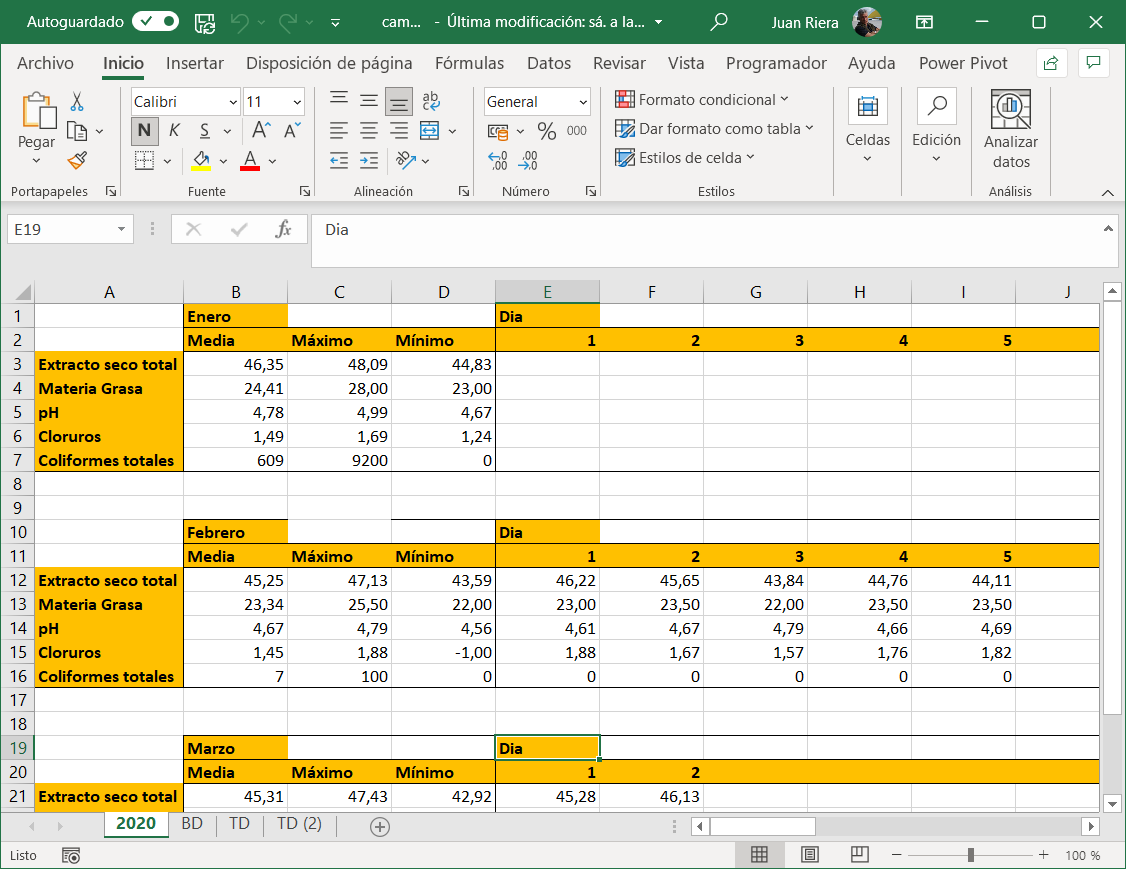 Autoguardado cam... - Última modificación: sá. a la... Juan Riera
Archivo Inicio Insertar Disposición de página Fórmulas Datos Revisar Vista Programador Ayuda Power Pivot
Calibri 11 General Formato condicional
Pegar N K S A A % 000 Dar formato como tabla Celdas Edición Analizar datos
A Estilos de celda
Portapapeles Fuente Alineación Número Estilos Análisis
E19 fx Dia
A B C D E F G H I J
1 Enero Dia
2 Media Máximo Mínimo 1 2 3 4 5
3 Extracto seco total 46,35 48,09 44,83
4 Materia Grasa 24,41 28,00 23,00
5 pH 4,78 4,99 4,67
6 Cloruros 1,49 1,69 1,24
7 Coliformes totales 609 9200 0
8
9
10 Febrero Dia
11 Media Máximo Mínimo 1 2 3 4 5
12 Extracto seco total 45,25 47,13 43,59 46,22 45,65 43,84 44,76 44,11
13 Materia Grasa 23,34 25,50 22,00 23,00 23,50 22,00 23,50 23,50
14 pH 4,67 4,79 4,56 4,61 4,67 4,79 4,66 4,69
15 Cloruros 1,45 1,88 -1,00 1,88 1,67 1,57 1,76 1,82
16 Coliformes totales 7 100 0 0 0 0 0 0
17
18
19 Marzo Dia
20 Media Máximo Mínimo 1 2
21 Extracto seco total 45,31 47,43 42,92 45,28 46,13
2020 BD TD TD (2)
Listo 100 %